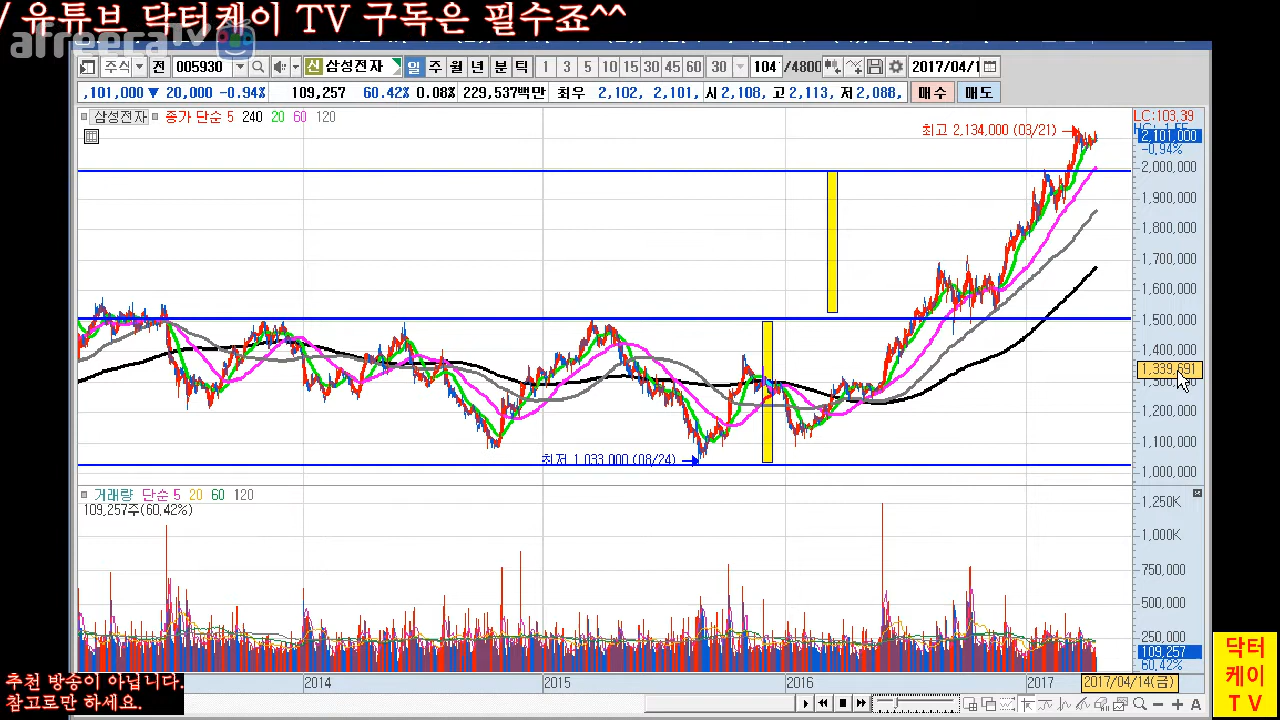 / 유튜브 닥터케이 TV 구독은 필수죠^^
afreecaTV
주식 전 005930 신 삼성전자 일 주 월 년 분 틱 1 3 5 10 15 30 45 60 30 104 /4800 2017/04/1
,101,000 ▼ 20,000 -0.94% 109,257 60.42% 0.08% 229,537백만 최우 2,102, 2,101, 시 2,108, 고 2,113, 저 2,088, 매수 매도
삼성전자 종가 단순 5 240 20 60 120
LC:103.39
최고 2,134,000 (03/21)
2,101,000
-0.94%
2,000,000
1,900,000
1,800,000
1,700,000
1,600,000
1,500,000
1,400,000
1,339,691
1,200,000
1,100,000
최저 1,033,000 (08/24)
1,000,000
거래량 단순 5 20 60 120
109,257주(60.42%)
1,250K
1,000K
750,000
500,000
250,000
109,257
60.42%
2014 2015 2016 2017 2017/04/14(금)
추천 방송이 아닙니다.
참고로만 하세요.
닥터
케이
T V